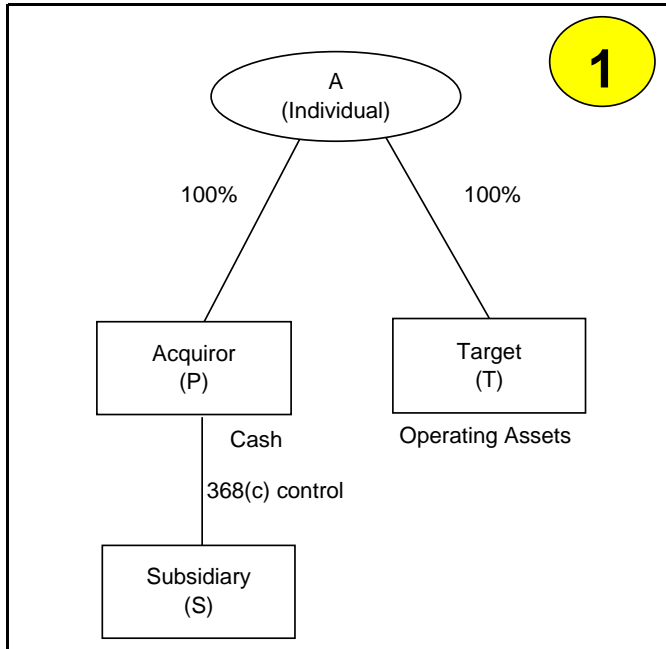 1
A
(Individual)
100%
100%
Acquiror
(P)
Target
(T)
Cash
Operating Assets
368(c) control
Subsidiary
(S)